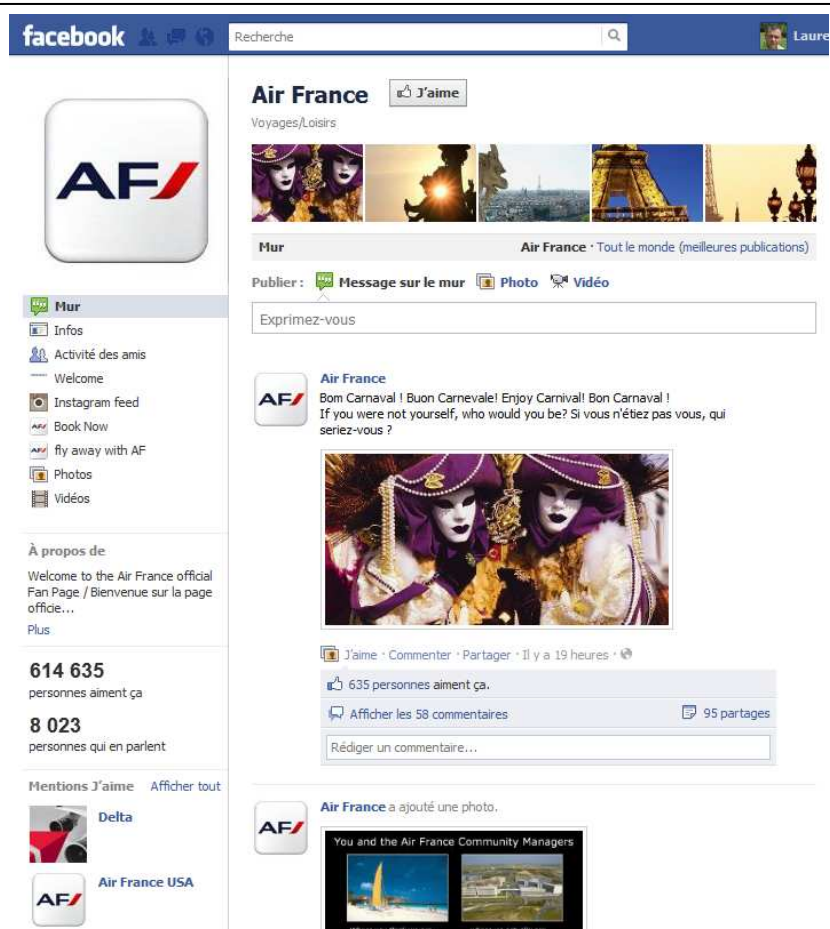 facebook
Recherche
Laure
AF
Air France
J'aime
Voyages/Loisirs
Mur
Air France · Tout le monde (meilleures publications)
Publier :
Message sur le mur
Photo
Vidéo
Exprimez-vous
Mur
Infos
Activité des amis
Welcome
Instagram feed
Book Now
fly away with AF
Photos
Vidéos
À propos de
Welcome to the Air France official
Fan Page / Bienvenue sur la page
officie...
Plus
614 635
personnes aiment ça
8 023
personnes qui en parlent
Mentions J'aime
Afficher tout
Delta
AF
Air France USA
AF
Air France
Bom Carnaval ! Buon Carnevale! Enjoy Carnival! Bon Carnaval !
If you were not yourself, who would you be? Si vous n'étiez pas vous, qui
seriez-vous ?
J'aime · Commenter · Partager · Il y a 19 heures ·
635 personnes aiment ça.
Afficher les 58 commentaires
95 partages
Rédiger un commentaire...
AF
Air France a ajouté une photo.
You and the Air France Community Managers